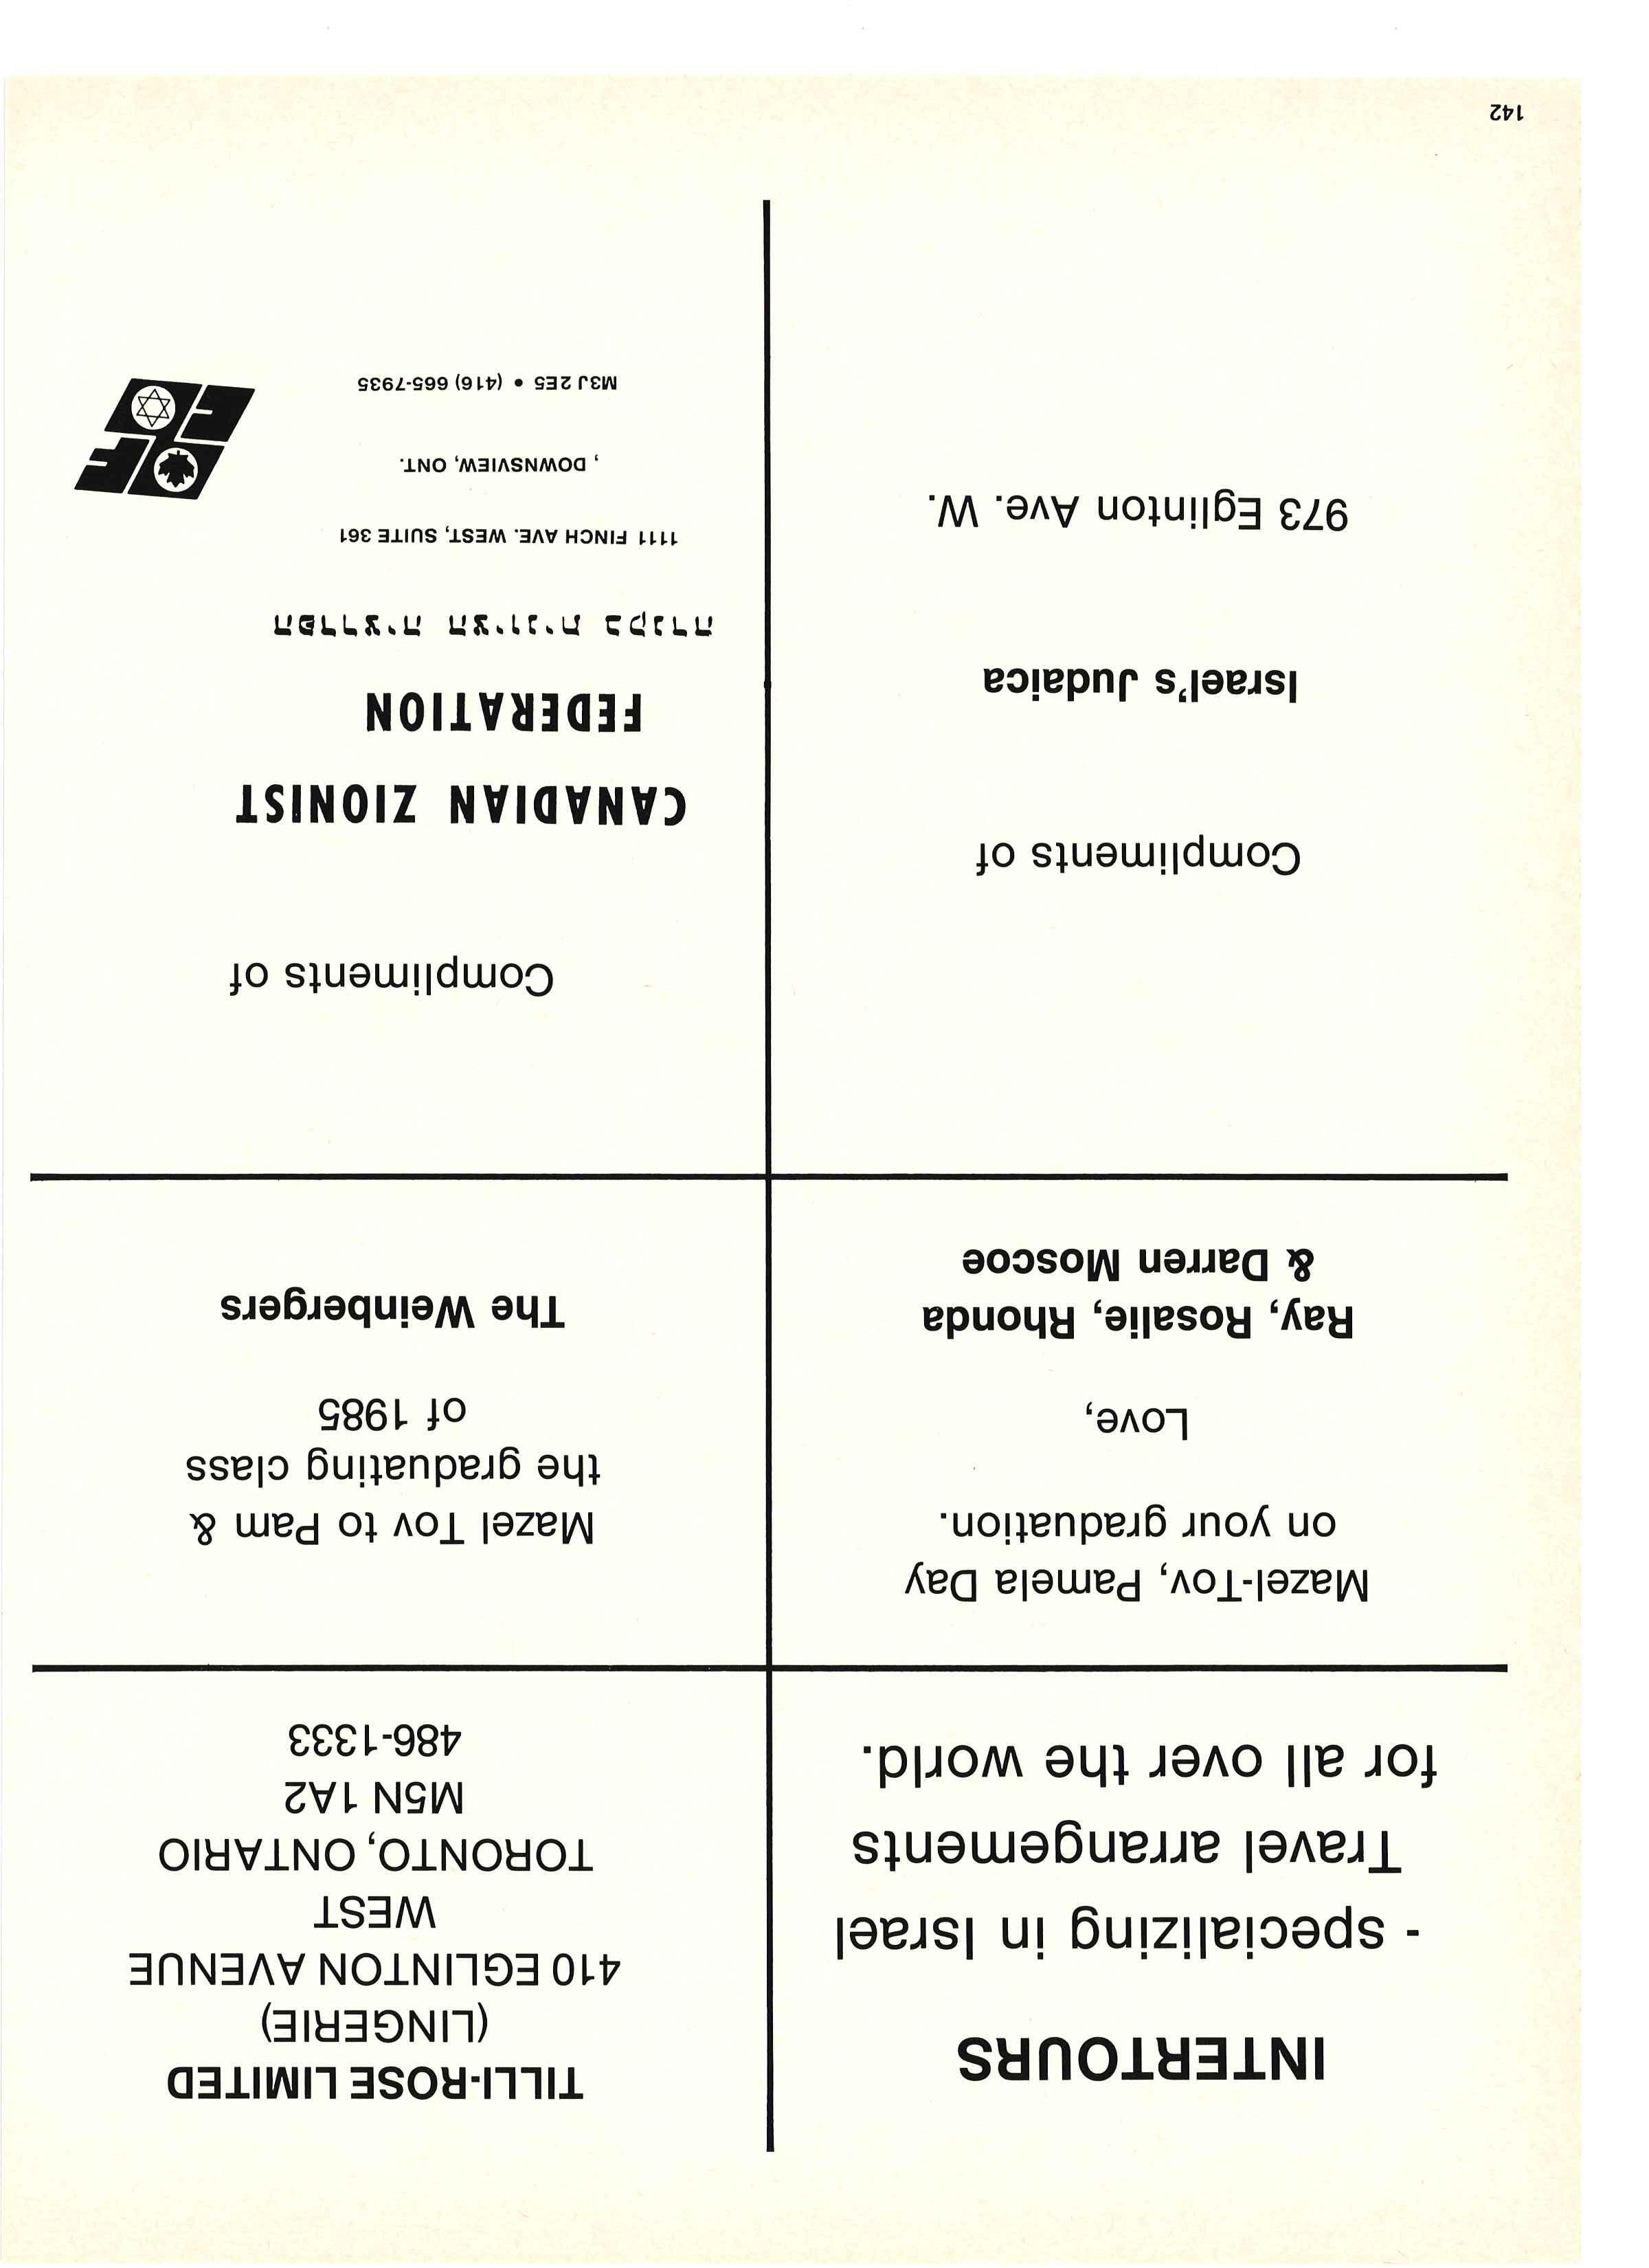 INTERTOURS
- specializing in Israel
Travel arrangements
for all over the world.
TILLI-ROSE LIMITED
(LINGERIE)
410 EGLINTON AVENUE
WEST
TORONTO, ONTARIO
M5N 1A2
486-1333
Mazel-Tov, Pamela Day
on your graduation.
Love,
Ray, Rosalie, Rhonda
& Darren Moscoe
Mazel Tov to Pam &
the graduating class
of 1985
The Weinbergers
Compliments of
Israel's Judaica
973 Eglinton Ave. W.
Compliments of
CANADIAN ZIONIST
FEDERATION
הפדרציה הציונית בקנדה
1111 FINCH AVE. WEST, SUITE 361
, DOWNSVIEW, ONT.
M3J 2E5 • (416) 665-7935
142